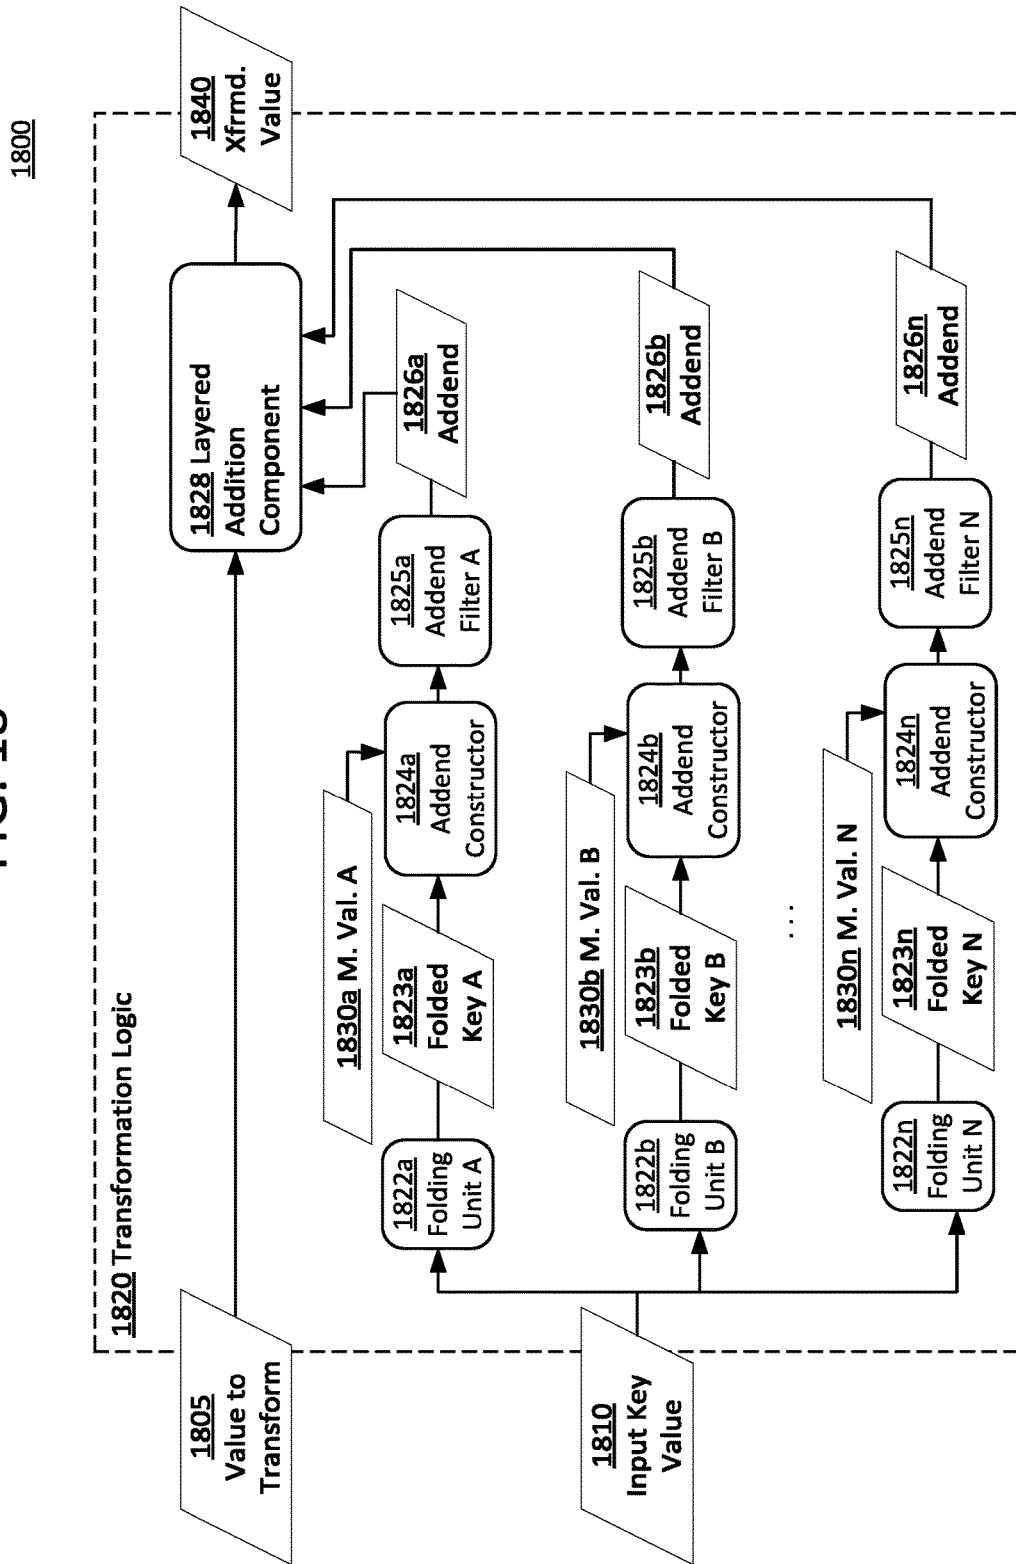 1800
1820 Transformation Logic
1805
Value to
Transform
1828 Layered
Addition
Component
1840
Xfrmd.
Value
1810
Input Key
Value
1830a M. Val. A
1822a
Folding
Unit A
1823a
Folded
Key A
1824a
Addend
Constructor
1825a
Addend
Filter A
1826a
Addend
1830b M. Val. B
1822b
Folding
Unit B
1823b
Folded
Key B
1824b
Addend
Constructor
1825b
Addend
Filter B
1826b
Addend
. . .
1830n M. Val. N
1822n
Folding
Unit N
1823n
Folded
Key N
1824n
Addend
Constructor
1825n
Addend
Filter N
1826n
Addend